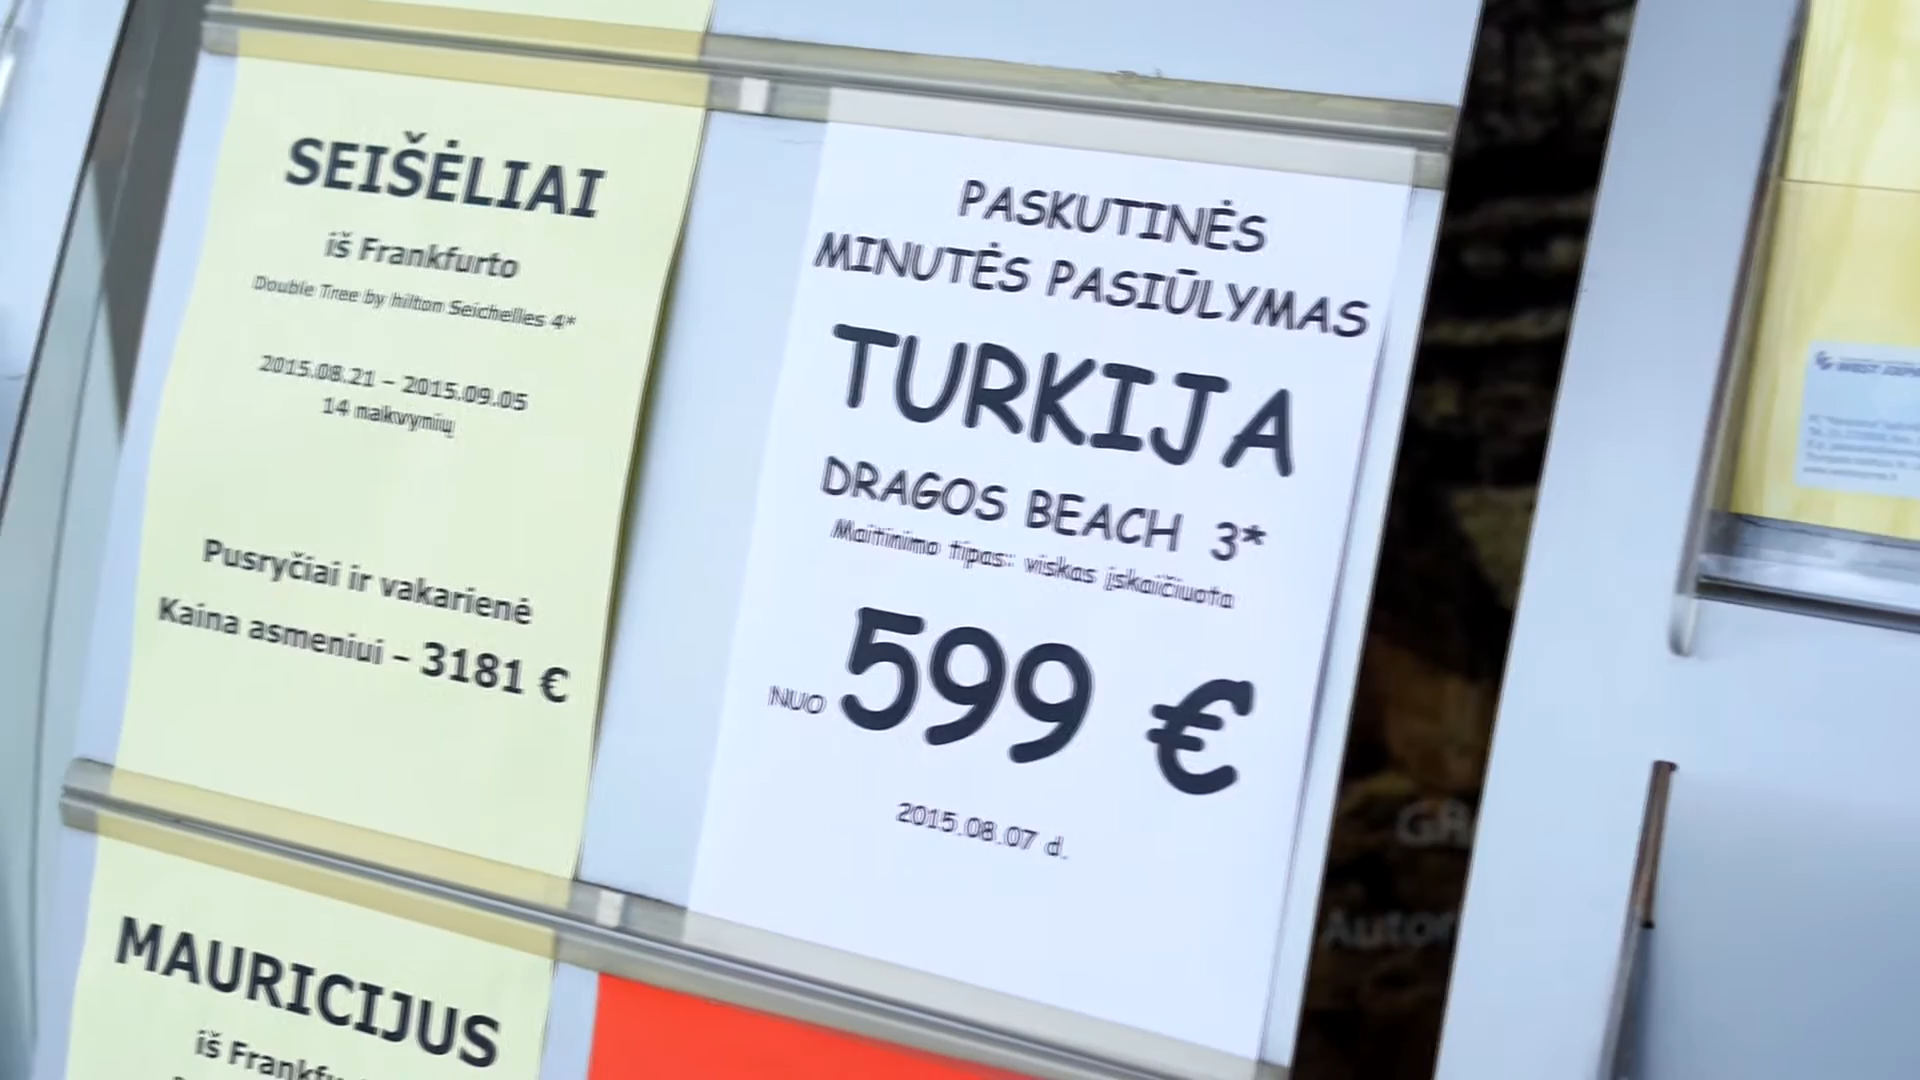 SEIŠĖLIAI
iš Frankfurto
Double Tree by hilton Seichelles 4*
2015.08.21 – 2015.09.05
14 nakvynių
Pusryčiai ir vakarienė
Kaina asmeniui – 3181 €
MAURICIJUS
iš
PASKUTINĖS
MINUTĖS PASIŪLYMAS
TURKIJA
DRAGOS BEACH 3*
Maitinimo tipas: viskas įskaičiuota
NUO 599 €
2015.08.07 d.